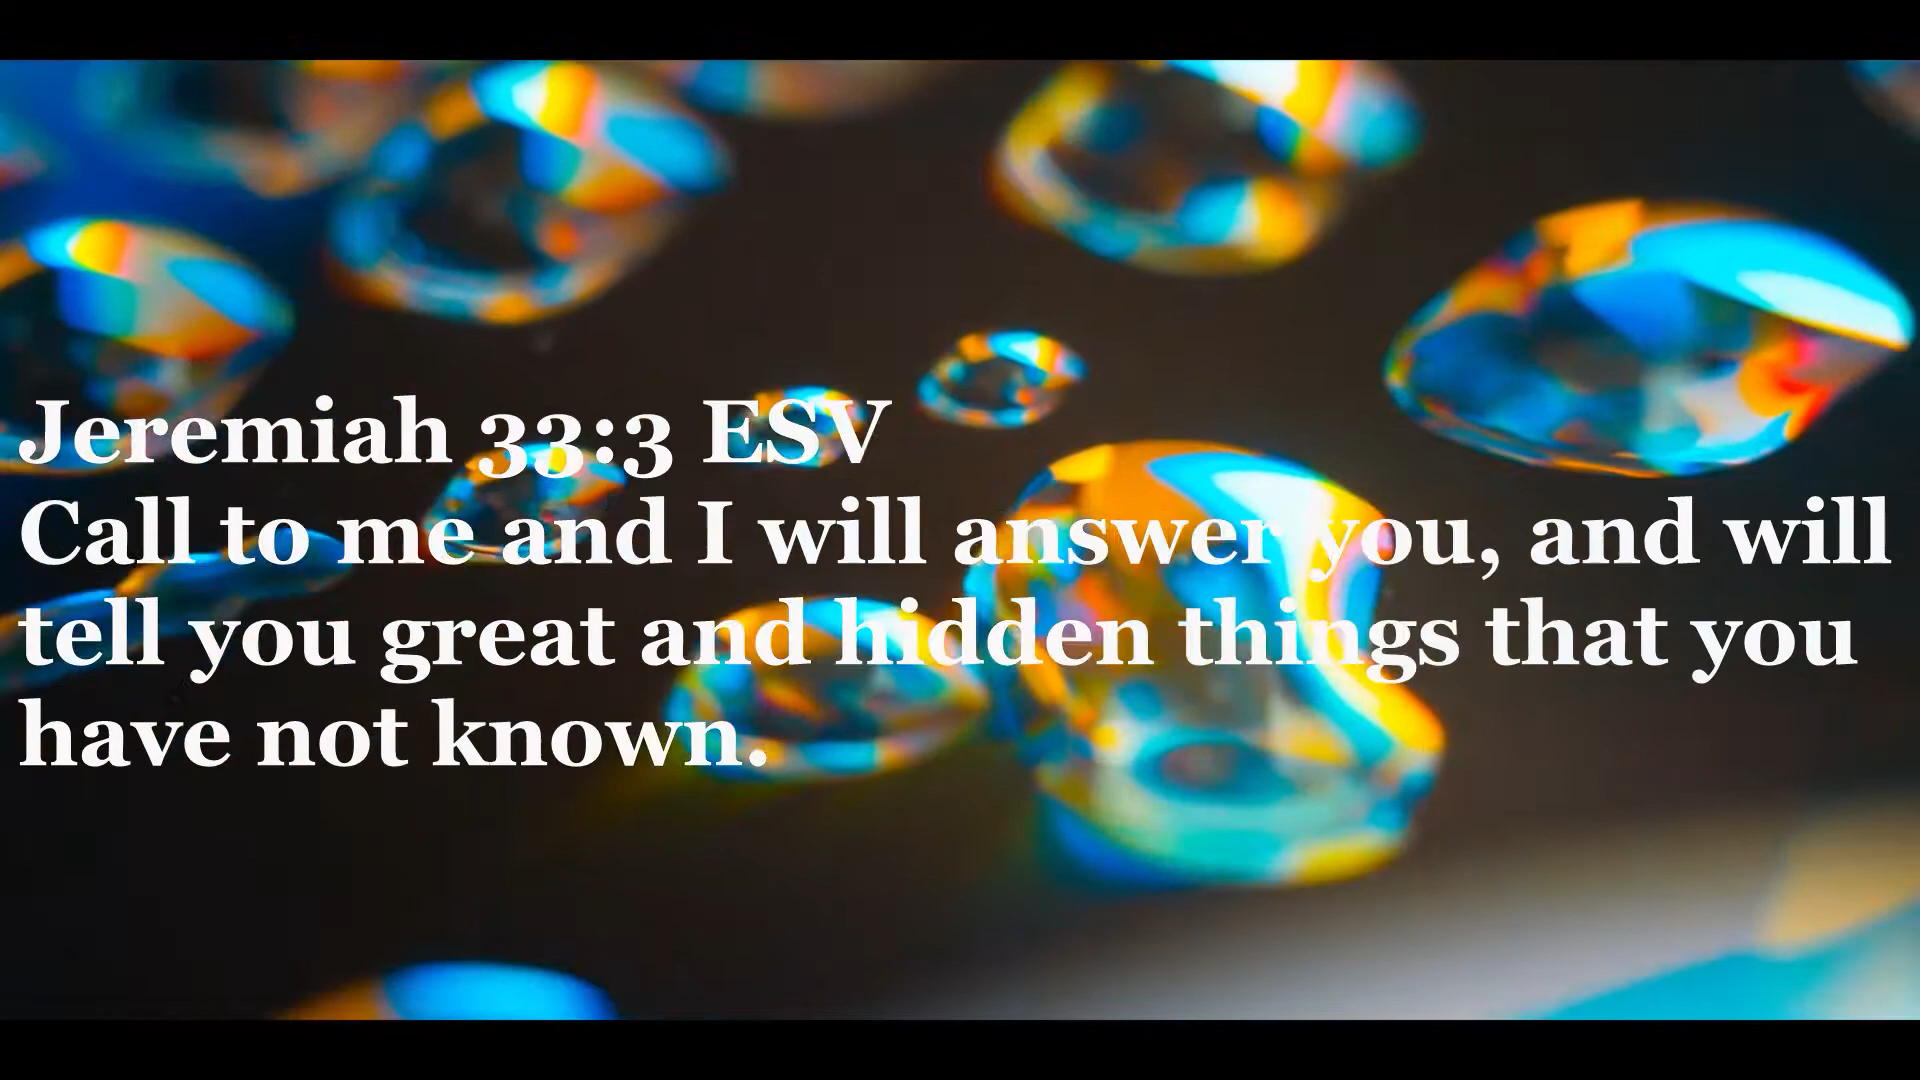 Jeremiah 33:3 ESV
Call to me and I will answer you, and will
tell you great and hidden things that you
have not known.